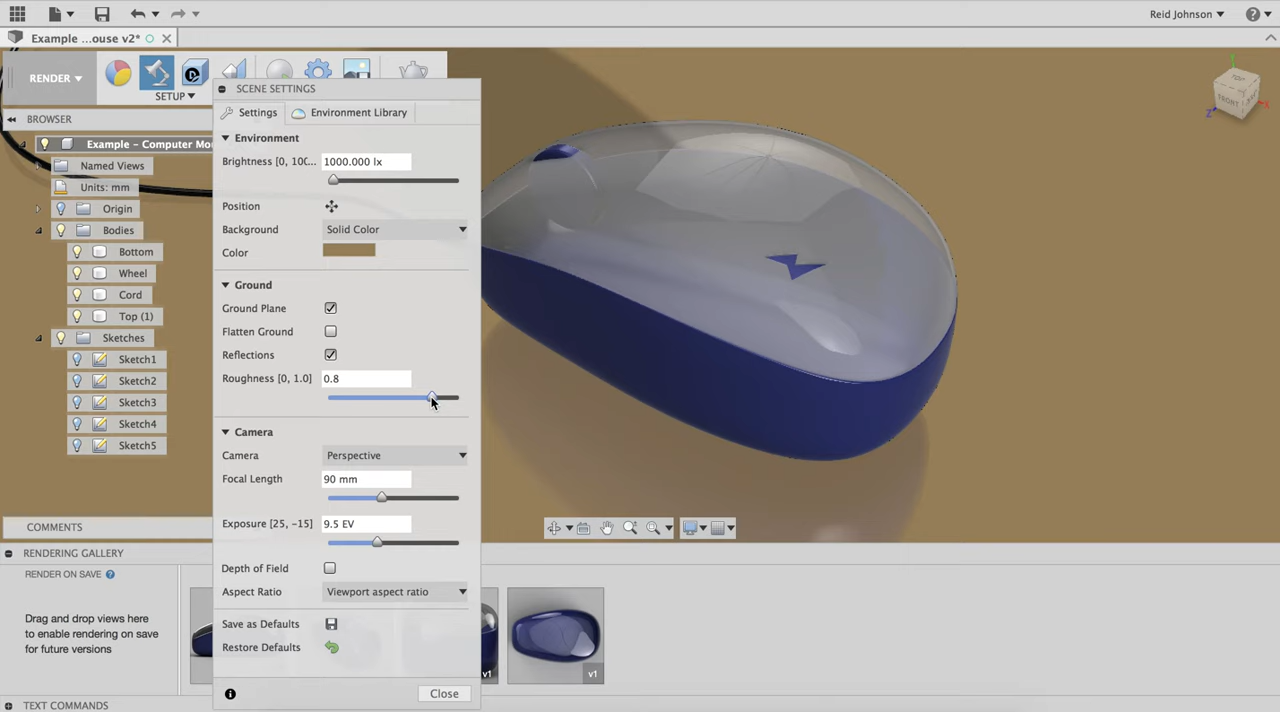 Reid Johnson
Example ...ouse v2*
RENDER
SETUP
BROWSER
Example – Computer Mo
Named Views
Units: mm
Origin
Bodies
Bottom
Wheel
Cord
Top (1)
Sketches
Sketch1
Sketch2
Sketch3
Sketch4
Sketch5
COMMENTS
SCENE SETTINGS
Settings
Environment Library
Environment
Brightness [0, 10C... 1000.000 lx
Position
Background Solid Color
Color
Ground
Ground Plane
Flatten Ground
Reflections
Roughness [0, 1.0] 0.8
Camera
Camera Perspective
Focal Length 90 mm
Exposure [25, -15] 9.5 EV
Depth of Field
Aspect Ratio Viewport aspect ratio
Save as Defaults
Restore Defaults
Close
TOP
FRONT
Z
X
RENDERING GALLERY
RENDER ON SAVE
Drag and drop views here
to enable rendering on save
for future versions
v1
v1
TEXT COMMANDS